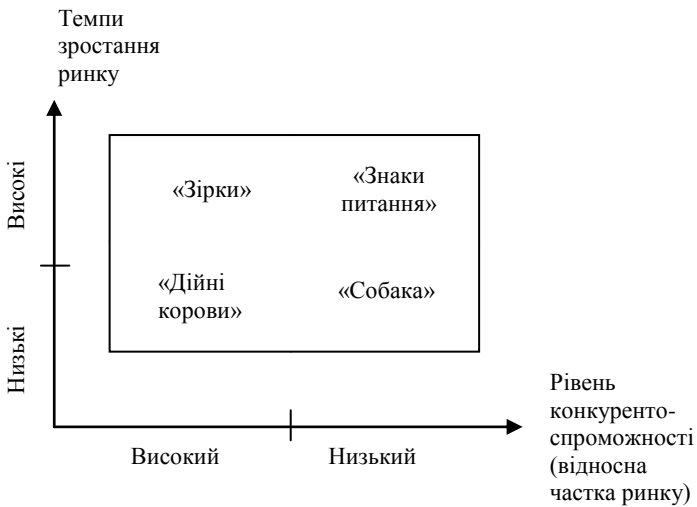 Темпи
зростання
ринку
Високі
Низькі
«Зірки»
«Знаки
питання»
«Дійні
корови»
«Собака»
Високий
Низький
Рівень
конкуренто-
спроможності
(відносна
частка ринку)